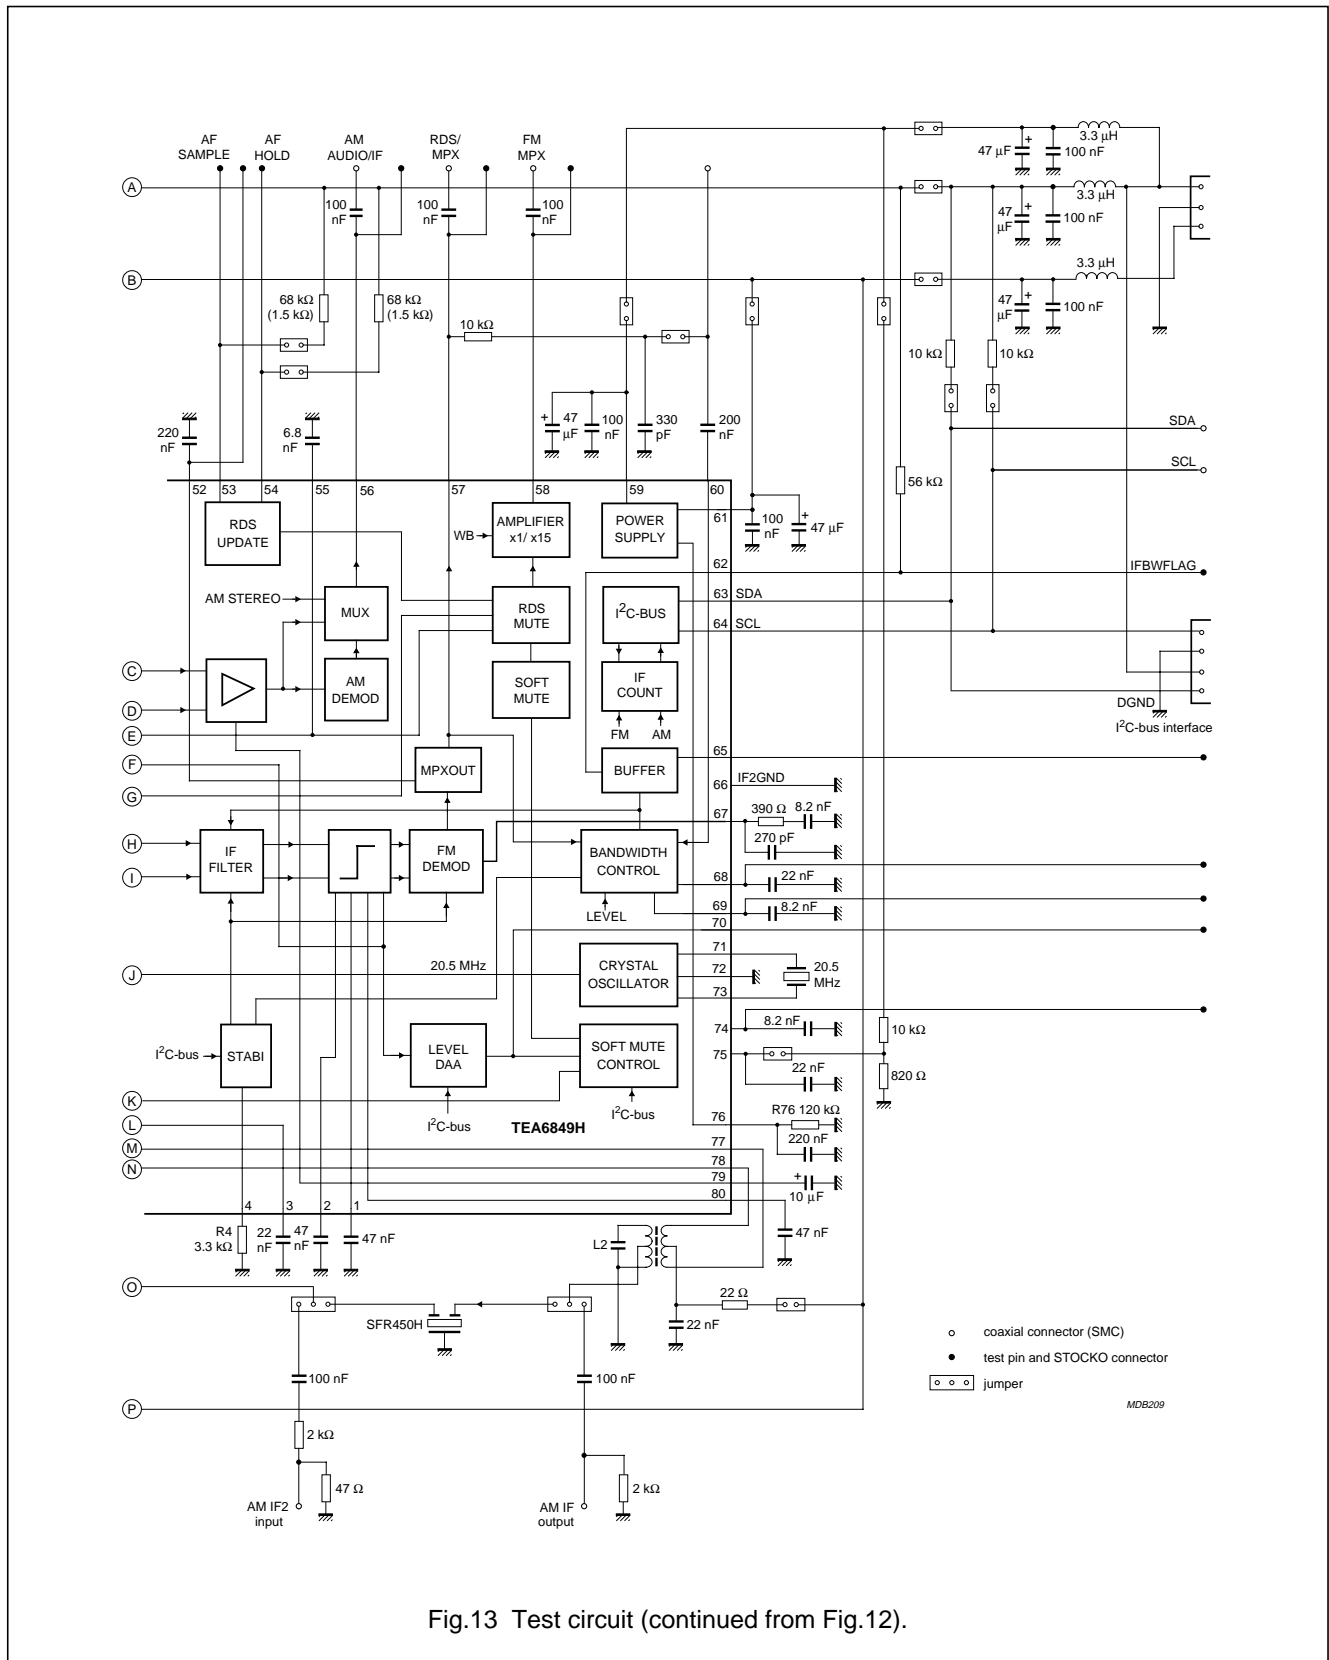 AF
SAMPLE
AF
HOLD
AM
AUDIO/IF
RDS/
MPX
FM
MPX
47 μF
+
100 nF
3.3 μH
A
100
nF
100
nF
100
nF
3.3 μH
47
μF
+
100 nF
B
3.3 μH
68 kΩ
(1.5 kΩ)
68 kΩ
(1.5 kΩ)
10 kΩ
47
μF
+
100 nF
10 kΩ
10 kΩ
220
nF
6.8
nF
+
47
μF
100
nF
330
pF
200
nF
SDA
SCL
52
53
54
55
56
57
58
59
60
56 kΩ
RDS
UPDATE
WB
AMPLIFIER
x1/ x15
POWER
SUPPLY
61
100
nF
+
47 μF
62
IFBWFLAG
AM STEREO
MUX
RDS
MUTE
I2C-BUS
63
SDA
64
SCL
C
D
E
AM
DEMOD
SOFT
MUTE
IF
COUNT
FM
AM
DGND
I2C-bus interface
F
MPXOUT
BUFFER
65
G
66
IF2GND
67
390 Ω
8.2 nF
270 pF
H
I
IF
FILTER
FM
DEMOD
BANDWIDTH
CONTROL
LEVEL
68
22 nF
69
8.2 nF
70
J
20.5 MHz
CRYSTAL
OSCILLATOR
71
72
73
20.5
MHz
74
8.2 nF
10 kΩ
I2C-bus
STABI
LEVEL
DAA
SOFT MUTE
CONTROL
75
22 nF
820 Ω
K
I2C-bus
I2C-bus
L
TEA6849H
76
R76 120 kΩ
M
77
220 nF
N
78
79
+
10 μF
80
4
3
2
1
R4
3.3 kΩ
22
nF
47
nF
47 nF
L2
47 nF
O
SFR450H
22 Ω
22 nF
coaxial connector (SMC)
test pin and STOCKO connector
jumper
100 nF
100 nF
P
MDB209
2 kΩ
47 Ω
2 kΩ
AM IF2
input
AM IF
output
Fig.13 Test circuit (continued from Fig.12).